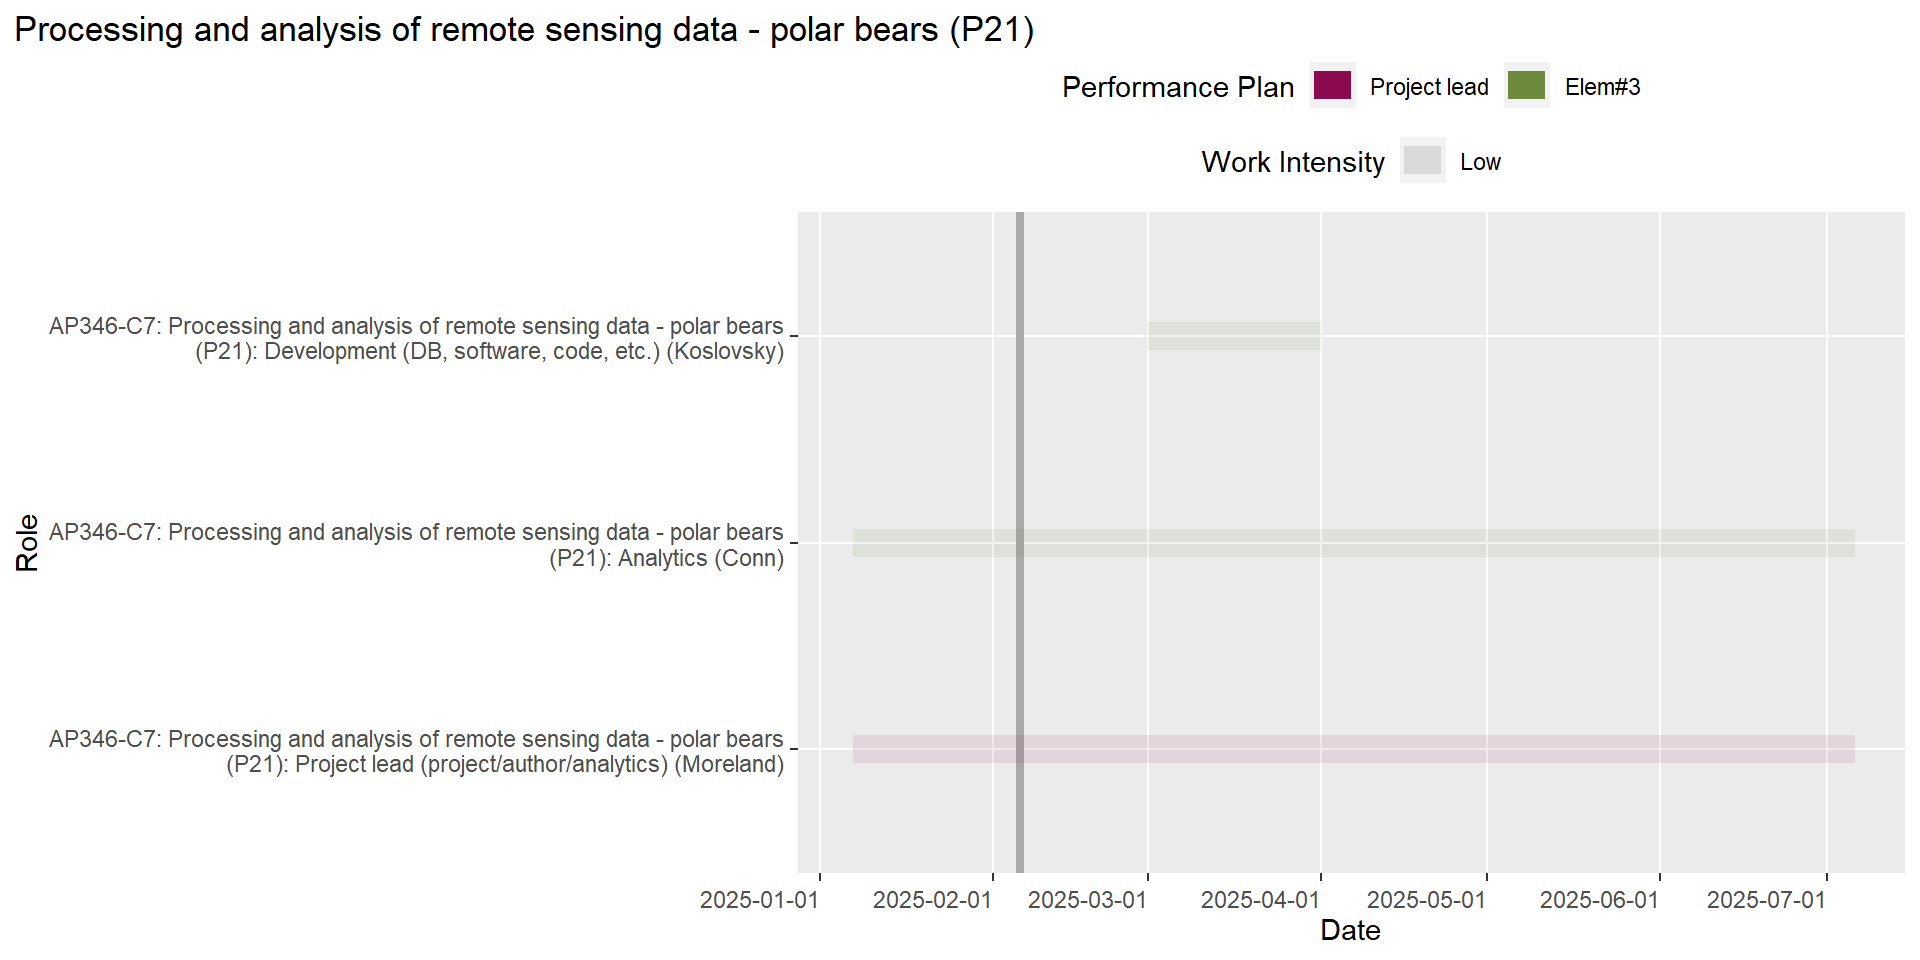 Processing and analysis of remote sensing data - polar bears (P21)
Performance Plan Project lead Elem#3
Work Intensity Low
AP346-C7: Processing and analysis of remote sensing data - polar bears
(P21): Development (DB, software, code, etc.) (Koslovsky)
Role
AP346-C7: Processing and analysis of remote sensing data - polar bears
(P21): Analytics (Conn)
AP346-C7: Processing and analysis of remote sensing data - polar bears
(P21): Project lead (project/author/analytics) (Moreland)
2025-01-01 2025-02-01 2025-03-01 2025-04-01 2025-05-01 2025-06-01 2025-07-01
Date